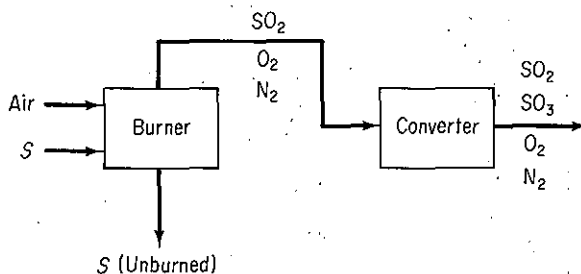 SO₂
O₂
N₂
Air
S
Burner
S (Unburned)
Converter
SO₂
SO₃
O₂
N₂